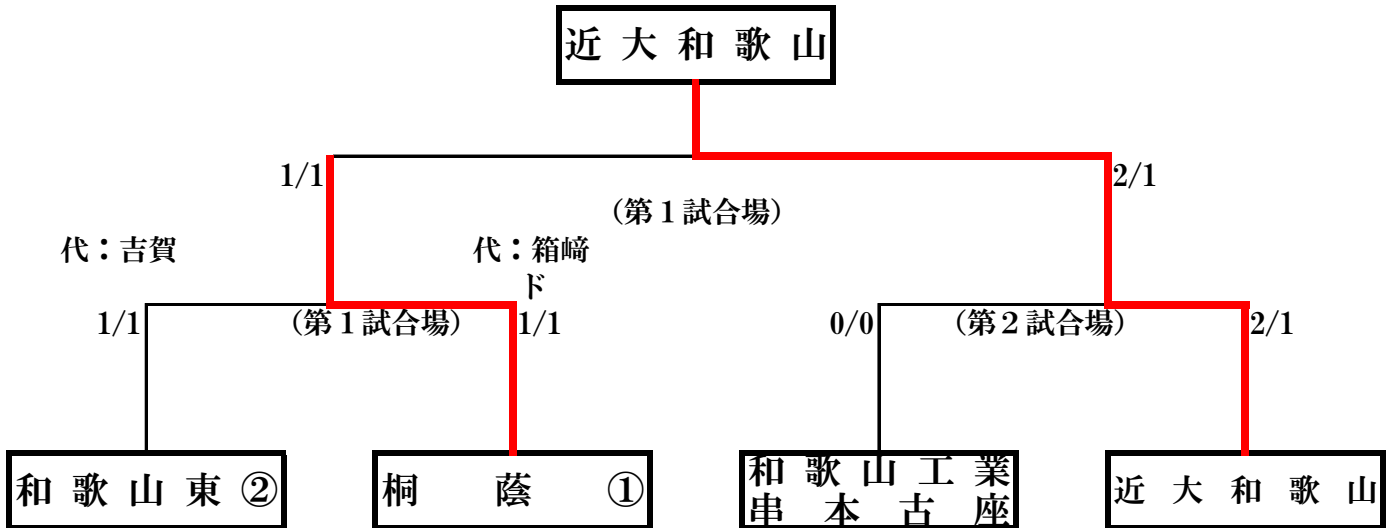 近大和歌山
1/1
2/1
(第1試合場)
代：吉賀
代：箱﨑
ド
1/1
(第1試合場)
1/1
0/0
(第2試合場)
2/1
和歌山東②
桐蔭①
和歌山工業
串本古座
近大和歌山